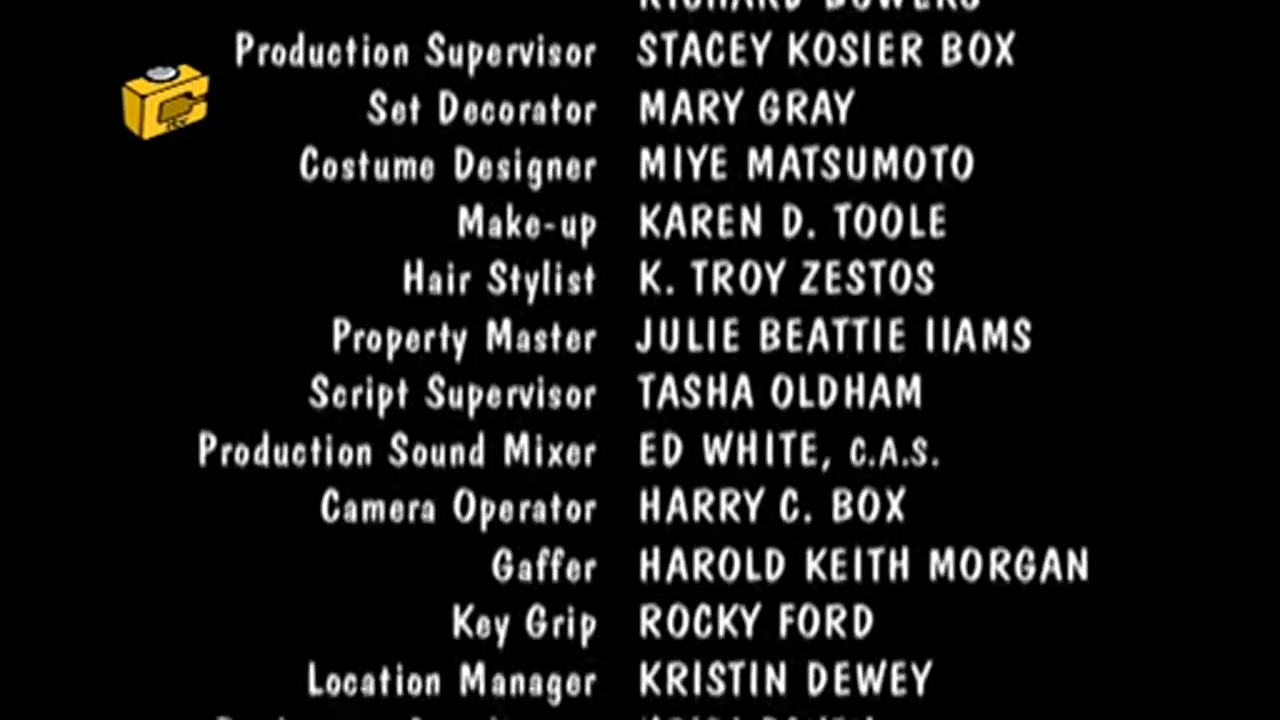 RICHARD BOWERS
Production Supervisor STACEY KOSIER BOX
Set Decorator MARY GRAY
Costume Designer MIYE MATSUMOTO
Make-up KAREN D. TOOLE
Hair Stylist K. TROY ZESTOS
Property Master JULIE BEATTIE IIAMS
Script Supervisor TASHA OLDHAM
Production Sound Mixer ED WHITE, C.A.S.
Camera Operator HARRY C. BOX
Gaffer HAROLD KEITH MORGAN
Key Grip ROCKY FORD
Location Manager KRISTIN DEWEY